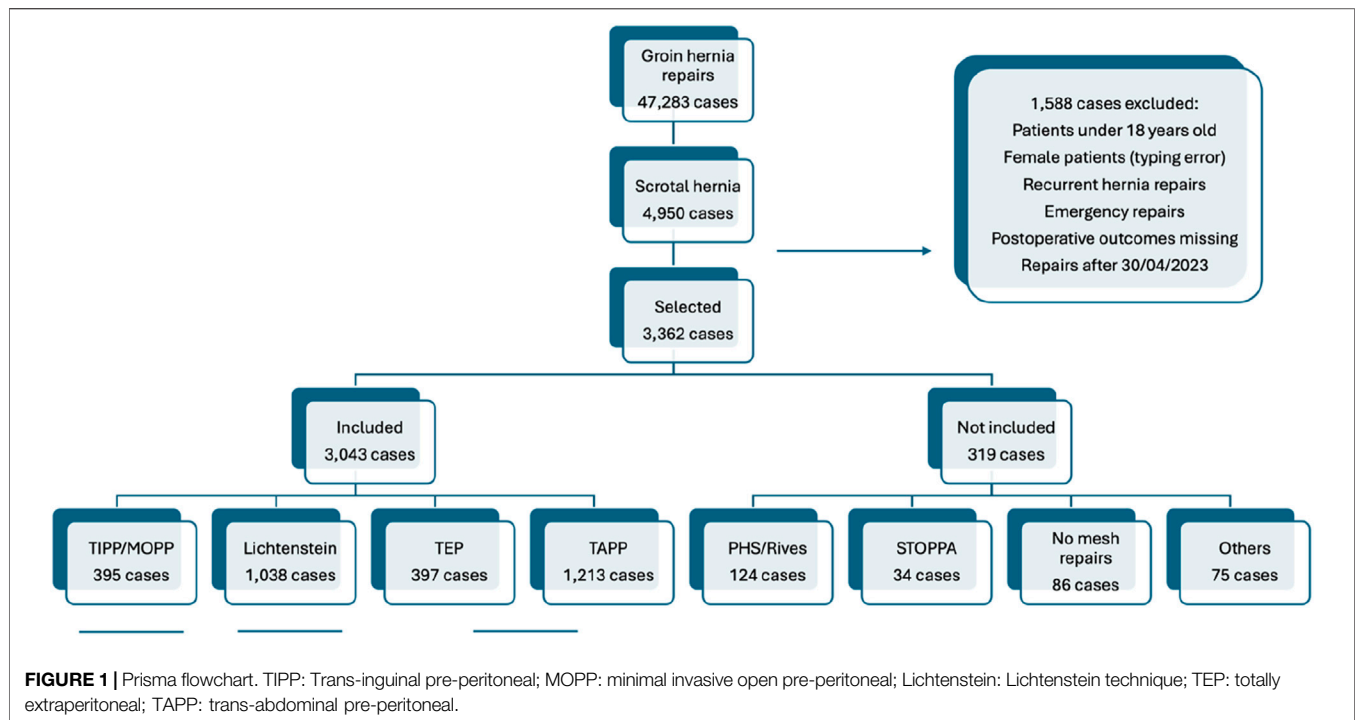 Groin hernia
repairs
47,283 cases
1,588 cases excluded:
Patients under 18 years old
Female patients (typing error)
Recurrent hernia repairs
Emergency repairs
Postoperative outcomes missing
Repairs after 30/04/2023
Scrotal hernia
4,950 cases
Selected
3,362 cases
Included
3,043 cases
Not included
319 cases
TIPP/MOPP
395 cases
Lichtenstein
1,038 cases
TEP
397 cases
TAPP
1,213 cases
PHS/Rives
124 cases
STOPPA
34 cases
No mesh
repairs
86 cases
Others
75 cases
FIGURE 1 | Prisma flowchart. TIPP: Trans-inguinal pre-peritoneal; MOPP: minimal invasive open pre-peritoneal; Lichtenstein: Lichtenstein technique; TEP: totally
extraperitoneal; TAPP: trans-abdominal pre-peritoneal.